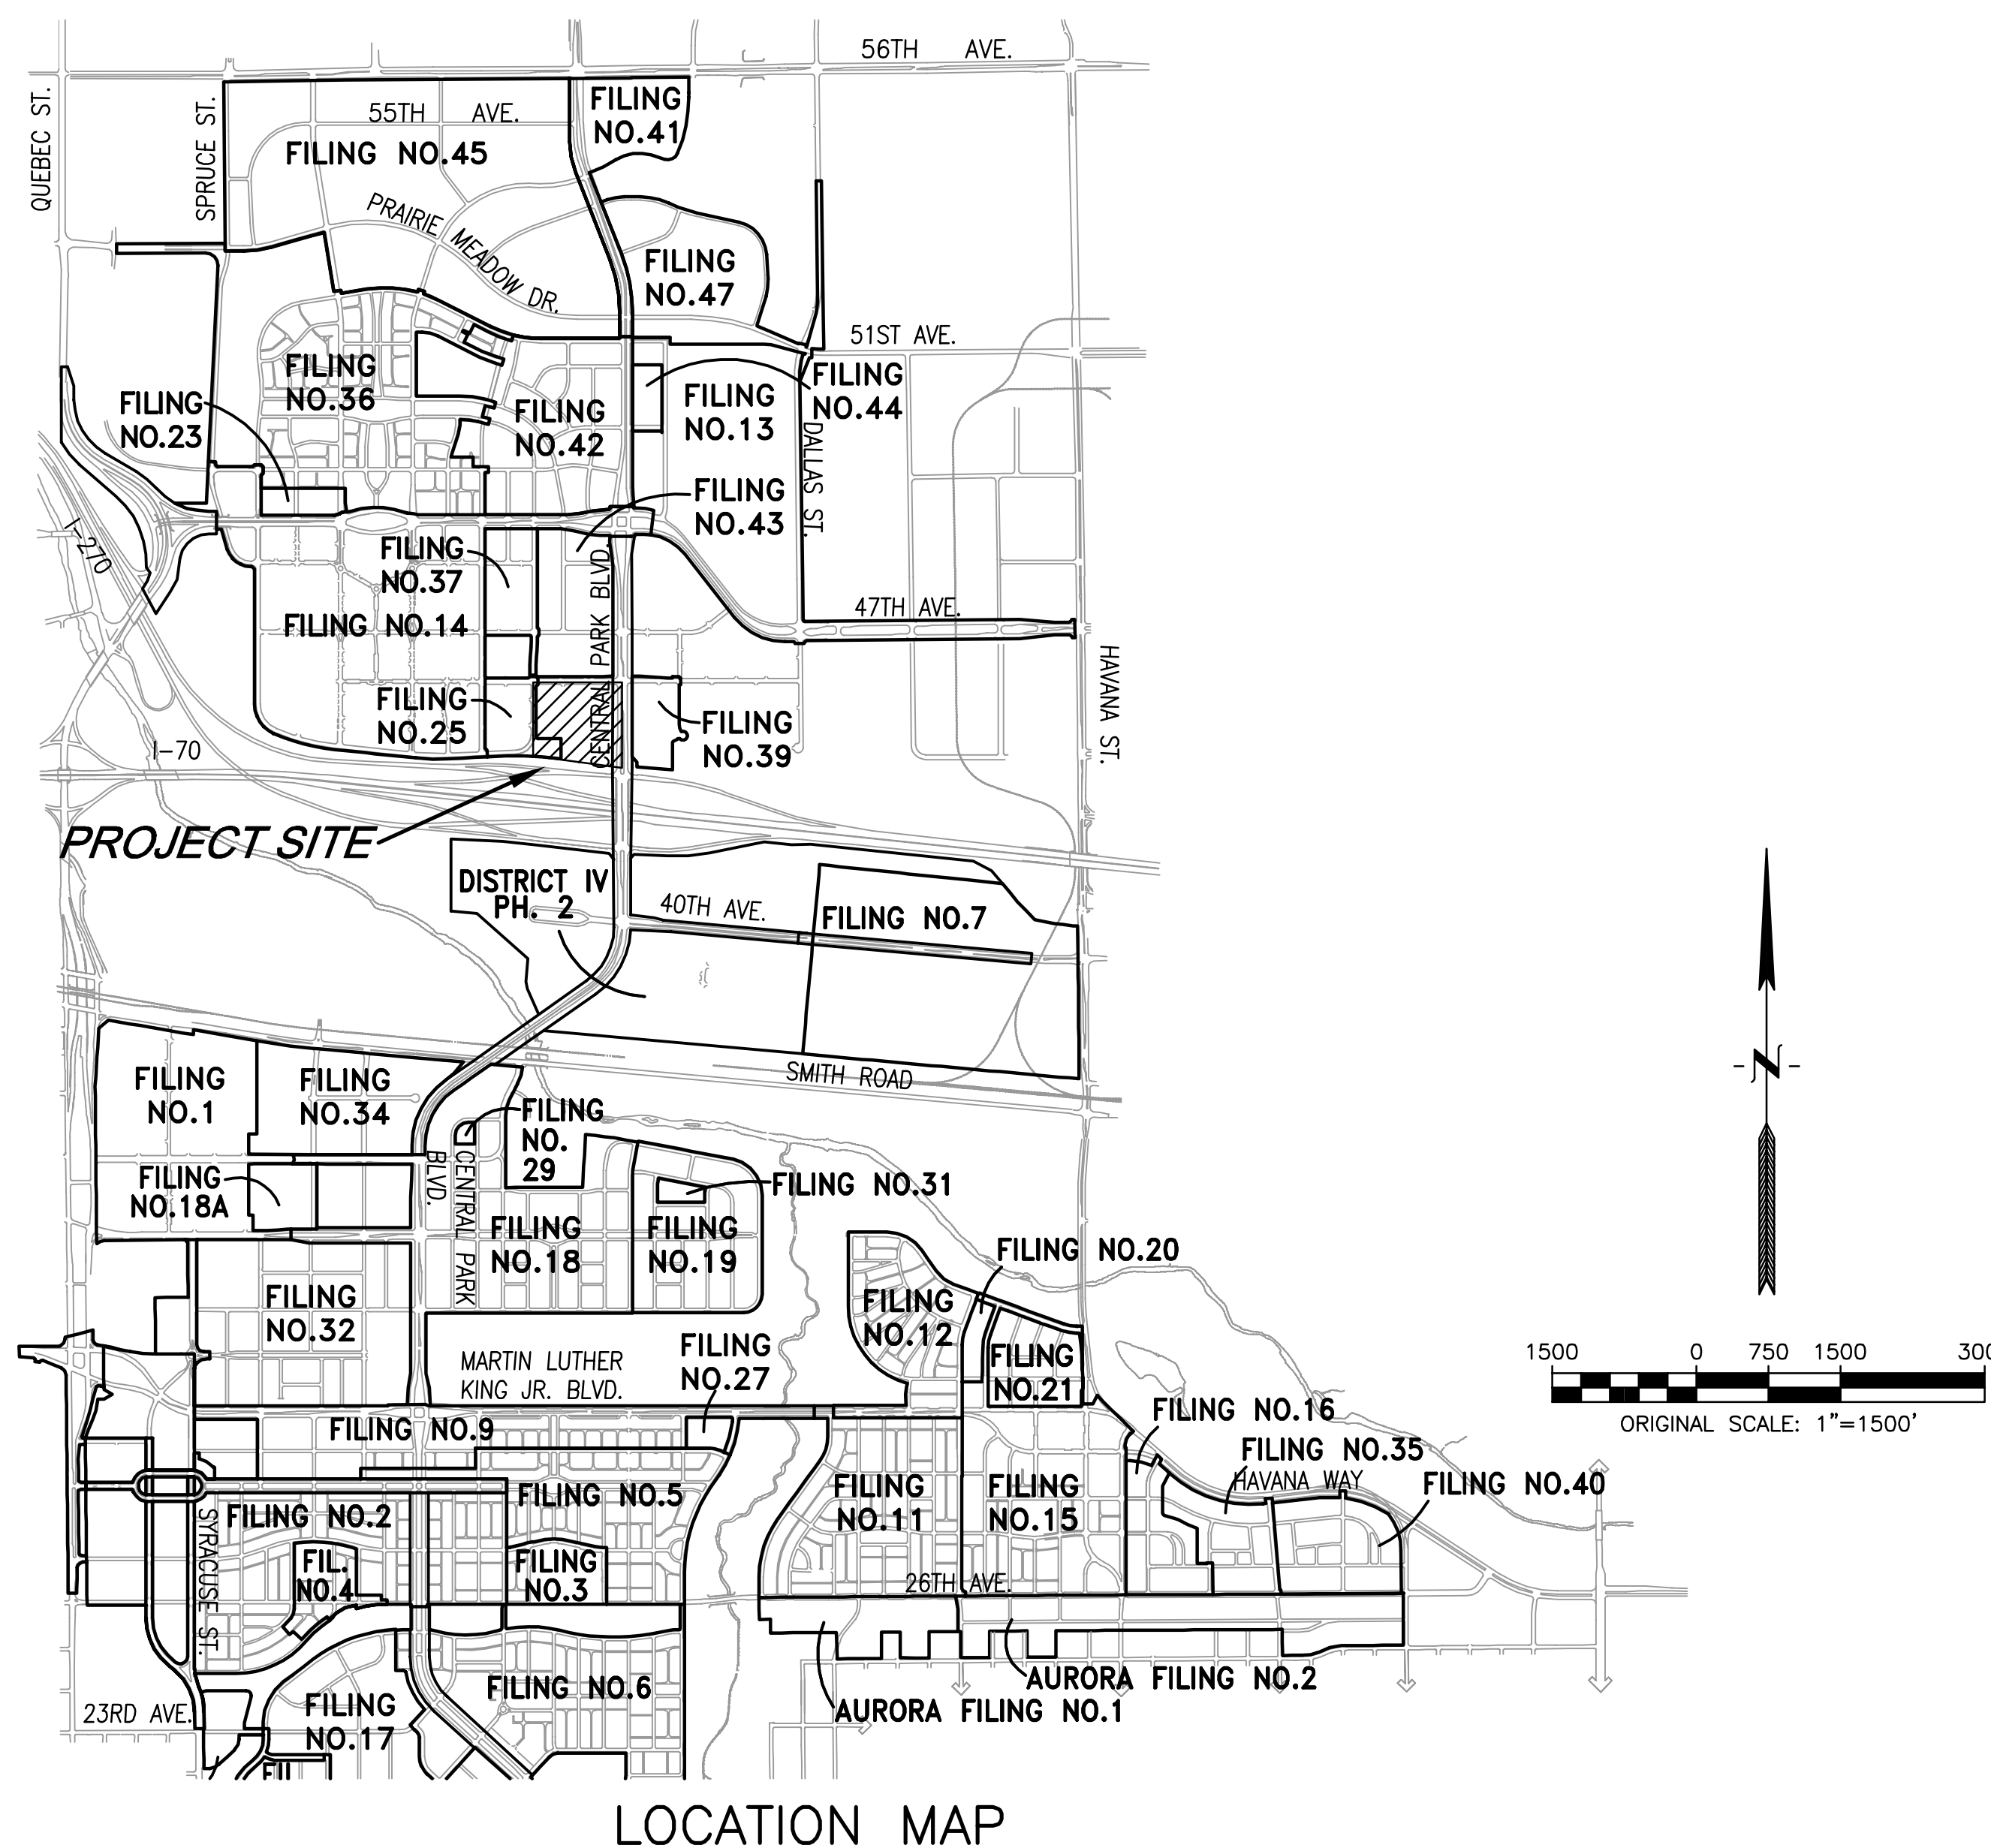 56TH AVE.
QUEBEC ST.
SPRUCE ST.
55TH AVE.
FILING
NO.41
FILING NO.45
PRAIRIE MEADOW DR.
FILING
NO.47
51ST AVE.
FILING
NO.36
FILING
NO.23
FILING
NO.42
FILING
NO.13
FILING
NO.44
DALLAS ST.
FILING
NO.43
I-270
FILING
NO.37
FILING NO.14
CENTRAL PARK BLVD.
47TH AVE.
HAVANA ST.
FILING
NO.25
FILING
NO.39
I-70
PROJECT SITE
DISTRICT IV
PH. 2
40TH AVE.
FILING NO.7
SMITH ROAD
FILING
NO.1
FILING
NO.34
FILING
NO.
29
FILING
NO.18A
CENTRAL PARK
BLVD.
FILING NO.31
FILING
NO.18
FILING
NO.19
FILING NO.20
FILING
NO.32
FILING
NO.12
FILING
NO.27
MARTIN LUTHER
KING JR. BLVD.
FILING
NO.21
FILING NO.9
FILING NO.16
FILING NO.35
HAVANA WAY
FILING NO.40
FILING NO.2
FILING NO.5
FILING
NO.11
FILING
NO.15
SYRACUSE ST.
FIL.
NO.4
FILING
NO.3
26TH AVE.
FILING NO.6
AURORA FILING NO.2
AURORA FILING NO.1
23RD AVE.
FILING
NO.17
N
1500 0 750 1500
ORIGINAL SCALE: 1"=1500'
LOCATION MAP